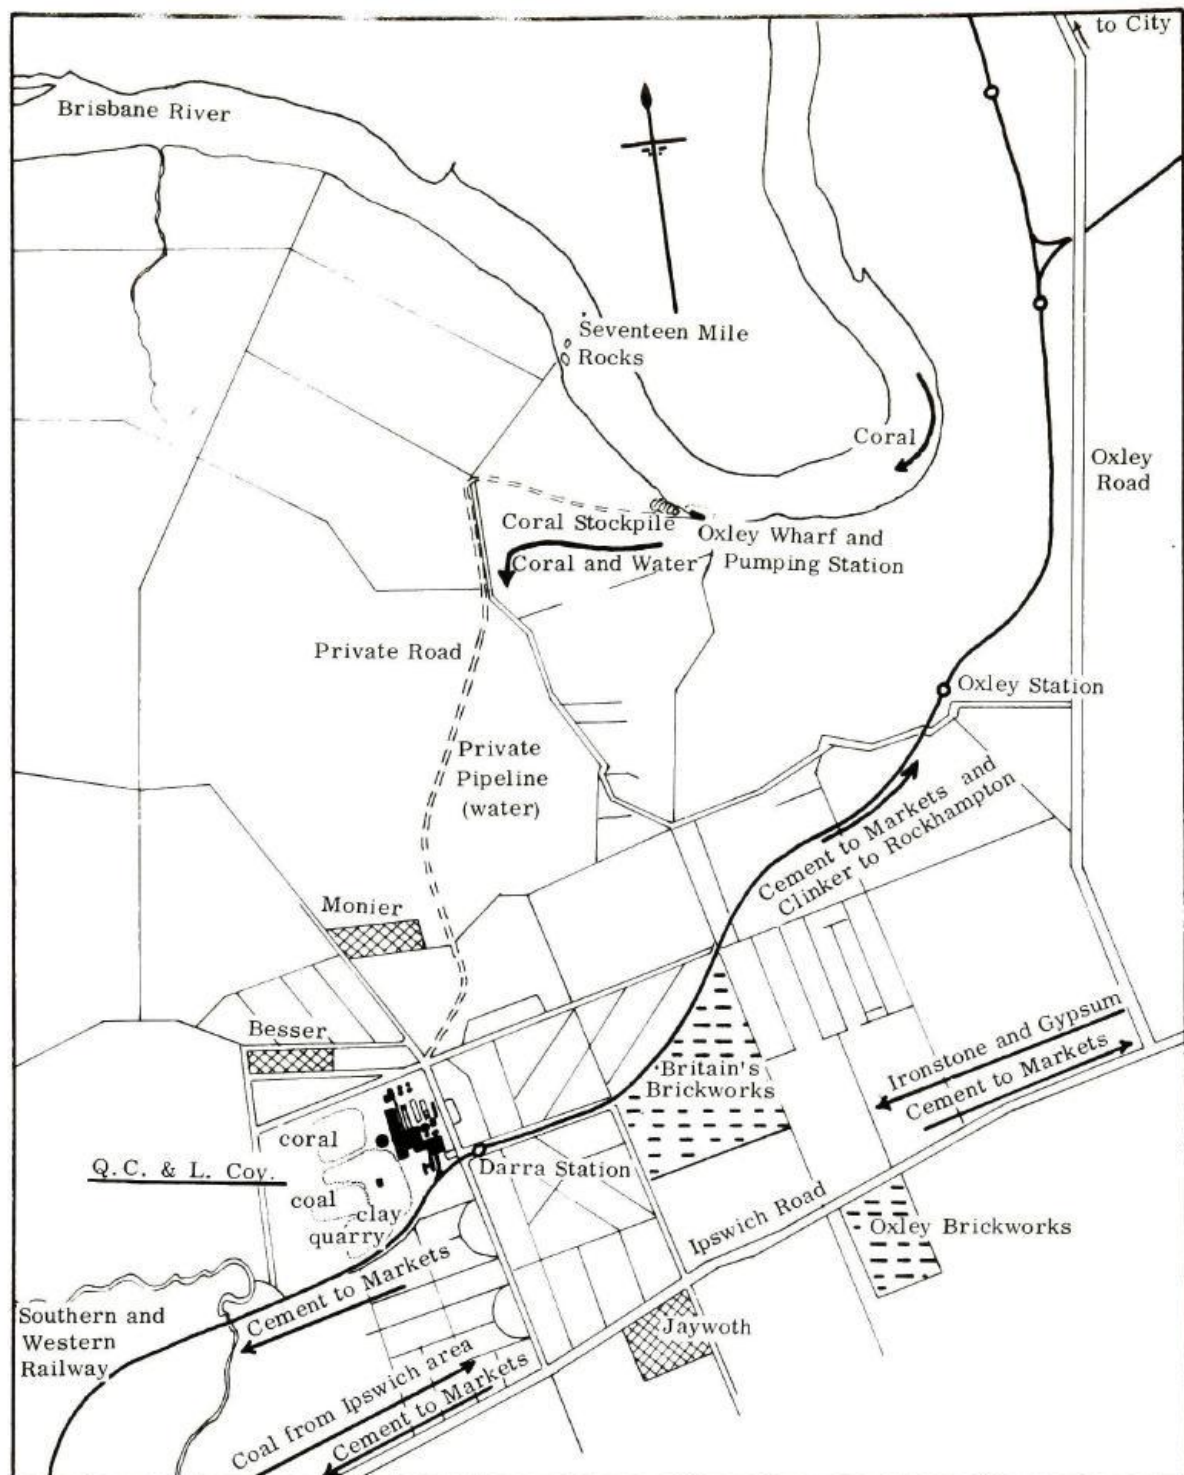 to City
Brisbane River
Seventeen Mile
Rocks
Coral
Oxley
Road
Coral Stockpile
Oxley Wharf and
Pumping Station
Coral and Water
Private Road
Oxley Station
Private
Pipeline
(water)
Cement to Markets and
Clinker to Rockhampton
Monier
Besser
Ironstone and Gypsum
Cement to Markets
Britain's
Brickworks
coral
Q.C. & L. Coy.
Darra Station
coal
clay
quarry
Ipswich Road
Oxley Brickworks
Cement to Markets
Southern and
Western
Railway
Jaywoth
Coal from Ipswich area
Cement to Markets